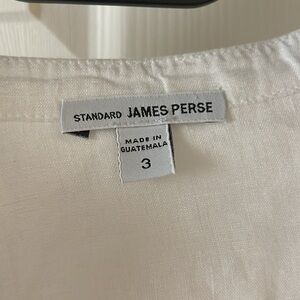 STANDARD JAMES PERSE
MADE IN
GUATEMALA
3